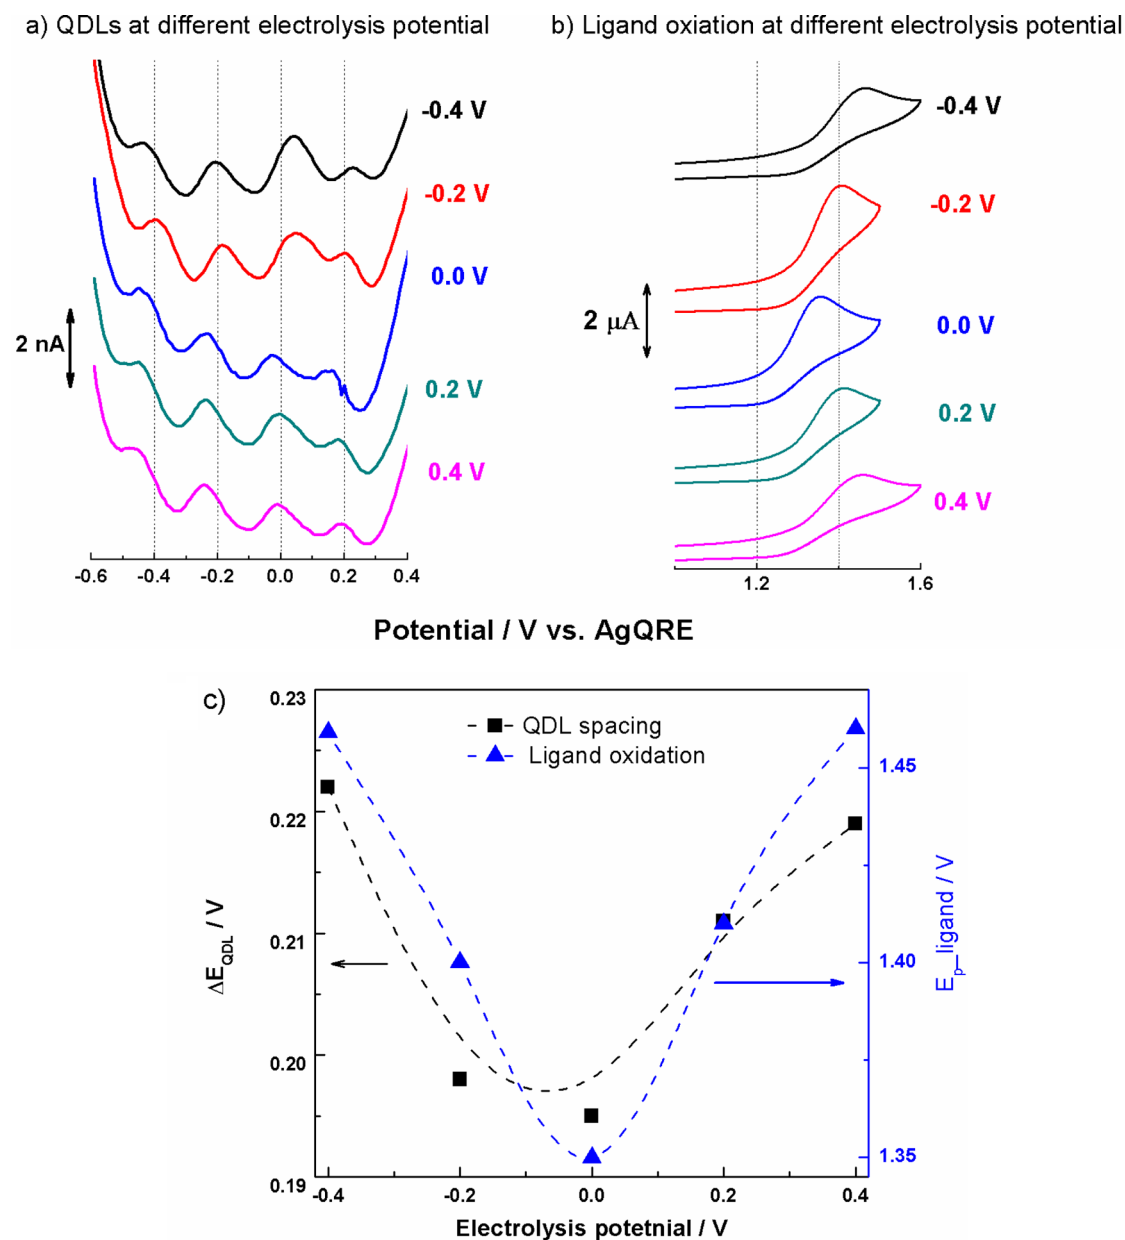 a) QDLs at different electrolysis potential
b) Ligand oxiation at different electrolysis potential
-0.4 V
-0.2 V
0.0 V
0.2 V
0.4 V
2 nA
-0.6 -0.4 -0.2 0.0 0.2 0.4
-0.4 V
-0.2 V
0.0 V
0.2 V
0.4 V
2 μA
1.2 1.6
Potential / V vs. AgQRE
c)
QDL spacing
Ligand oxidation
0.23
0.22
0.21
0.20
0.19
ΔE_QDL / V
1.45
1.40
1.35
E_p_ligand / V
-0.4 -0.2 0.0 0.2 0.4
Electrolysis potetnial / V